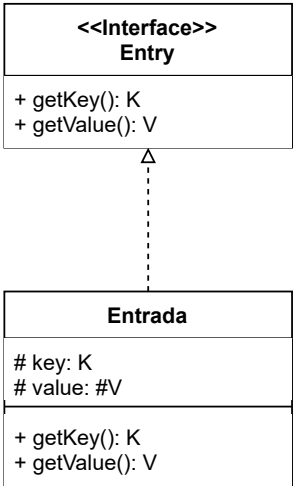 <<Interface>>
Entry
+ getKey(): K
+ getValue(): V
Entrada
# key: K
# value: #V
+ getKey(): K
+ getValue(): V